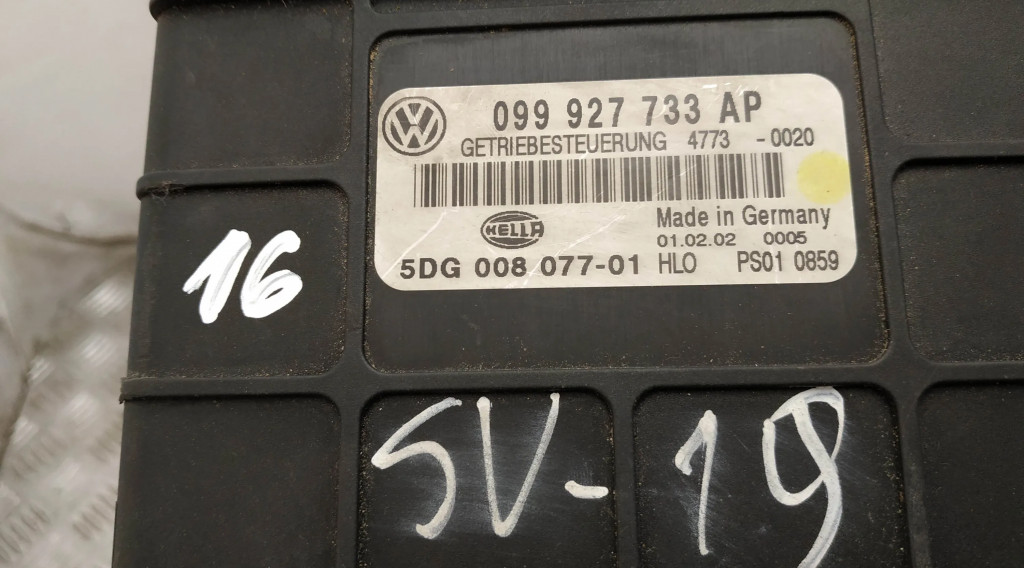 099 927 733 AP
GETRIEBESTEUERUNG 4773 -0020
HELLA
Made in Germany
01.02.02 0005
5DG 008 077-01 HLO PS01 0859
16
SV-19